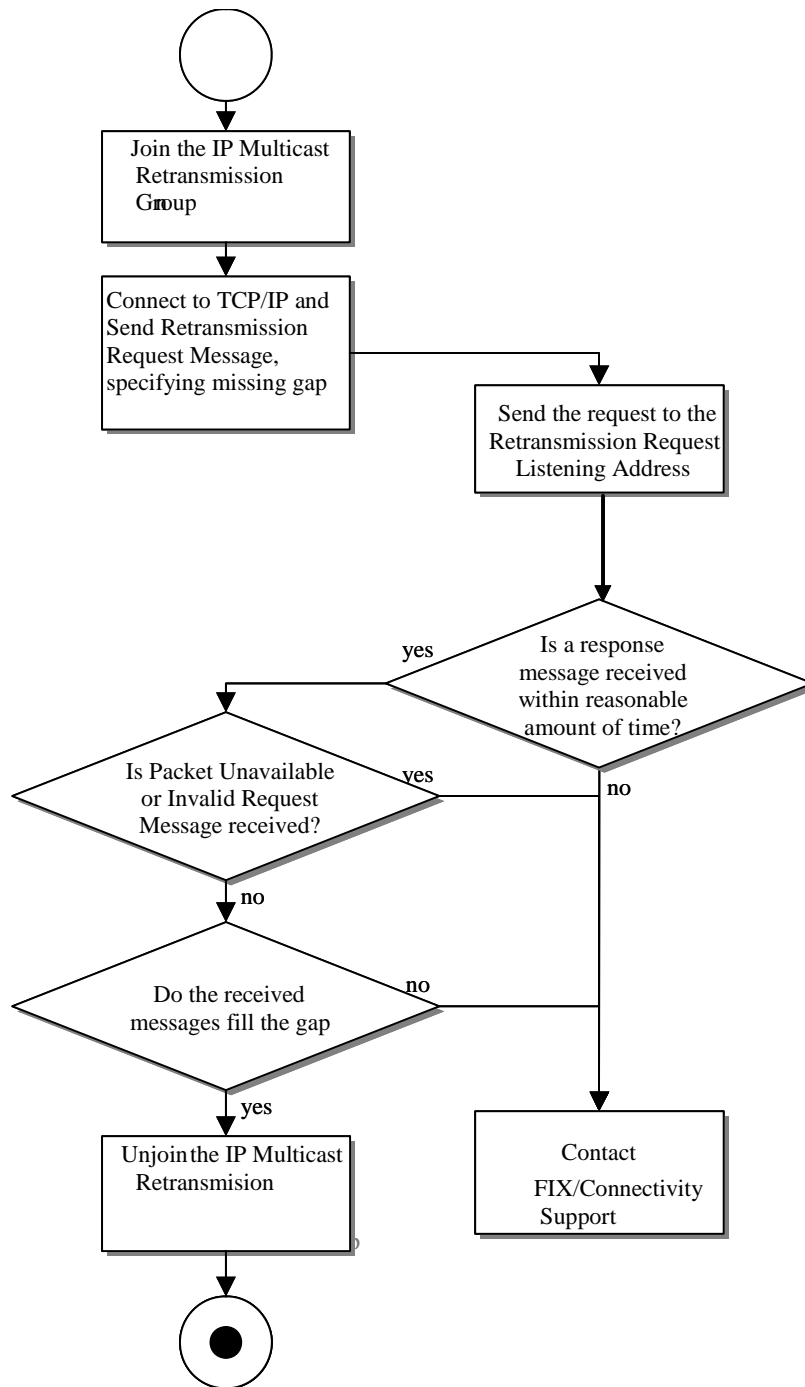 Join the IP Multicast
Retransmission
Group
Connect to TCP/IP and
Send Retransmission
Request Message,
specifying missing gap
Send the request to the
Retransmission Request
Listening Address
yes
Is a response
message received
within reasonable
amount of time?
Is Packet Unavailable
or Invalid Request
Message received?
yes
no
no
Do the received
messages fill the gap
no
yes
Unjoin the IP Multicast
Retransmision
Contact
FIX/Connectivity
Support